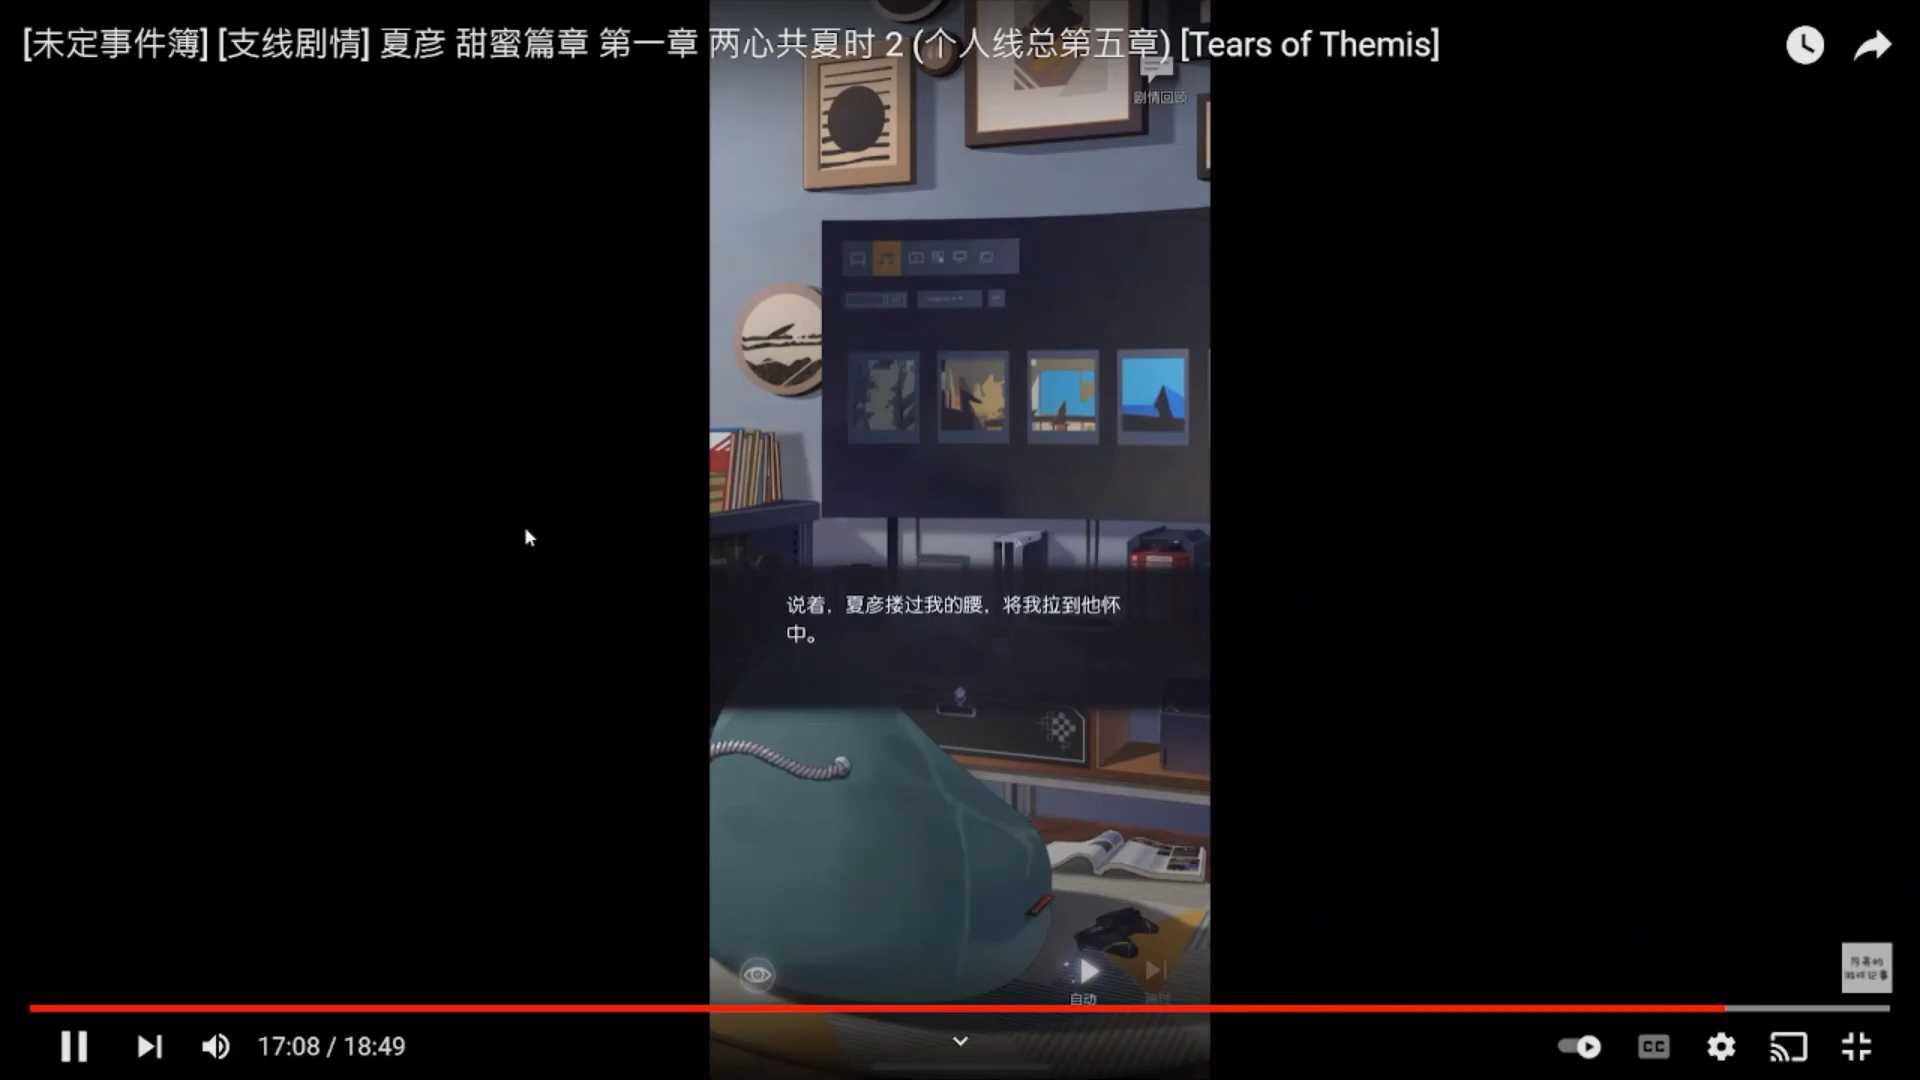 [未定事件簿] [支线剧情] 夏彦 甜蜜篇章 第一章 两心共夏时 2 (个人线总第五章) [Tears of Themis]
剧情回顾
说着，夏彦搂过我的腰，将我拉到他怀
中。
自动
17:08 / 18:49
CC